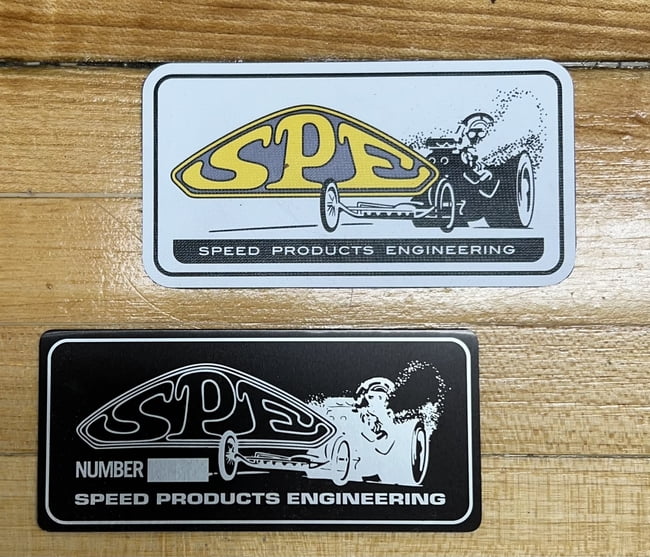 SPE
SPEED PRODUCTS ENGINEERING
SPE
NUMBER
SPEED PRODUCTS ENGINEERING